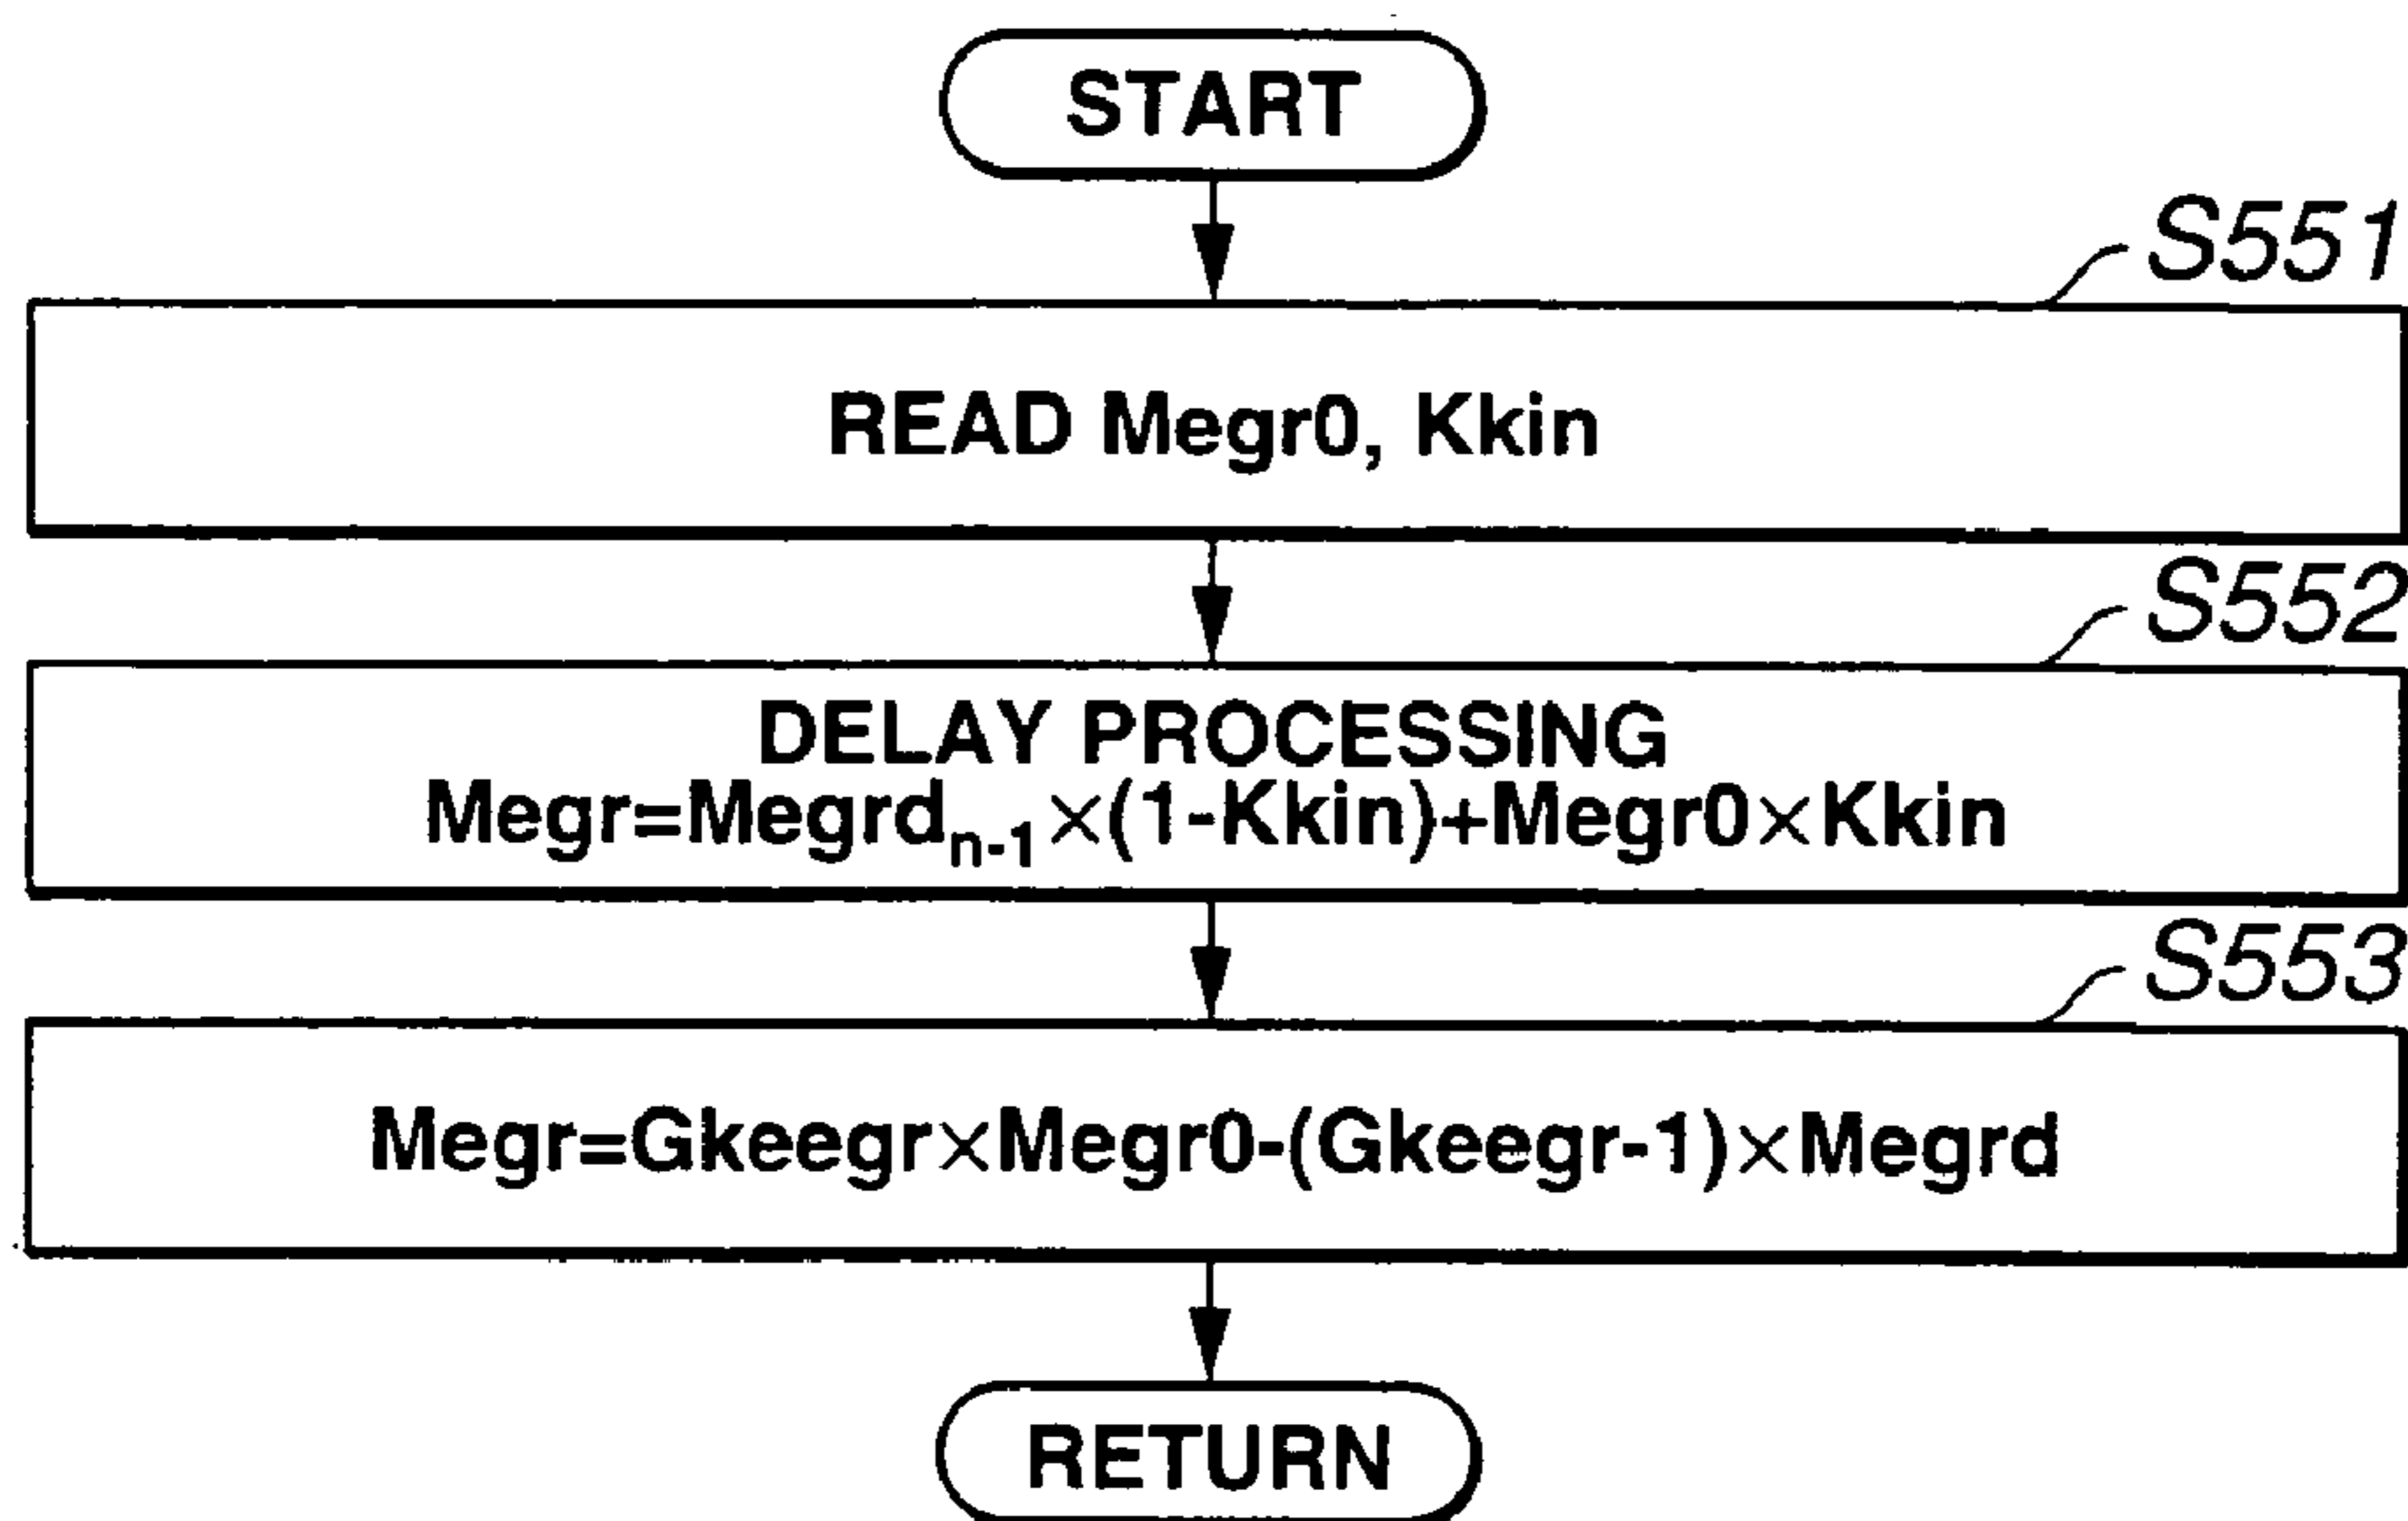 START
S551
READ Megr0, Kkin
S552
DELAY PROCESSING
Megr=Megrdₙ₋₁×(1-Kkin)+Megr0×Kkin
S553
Megr=Gkeegr×Megr0-(Gkeegr-1)×Megrd
RETURN